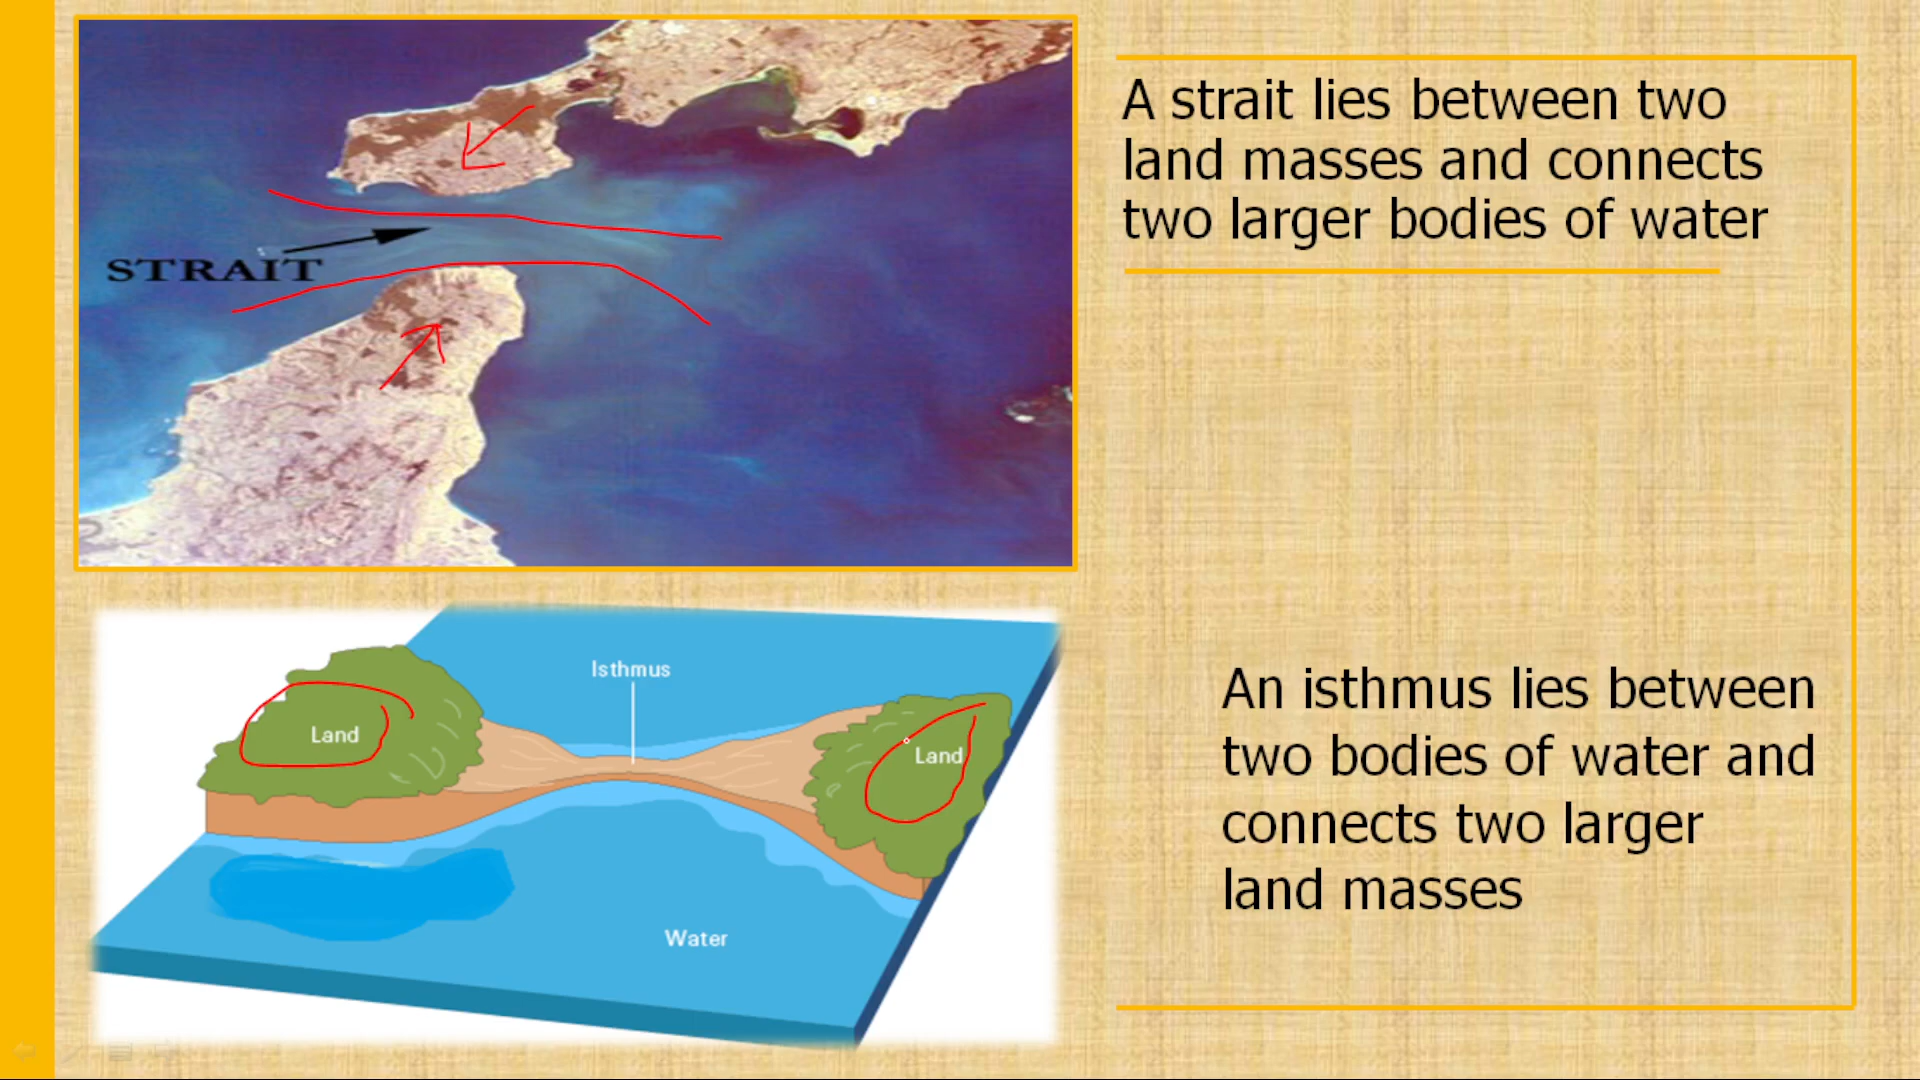 STRAIT
A strait lies between two
land masses and connects
two larger bodies of water
Isthmus
Land
Land
Water
An isthmus lies between
two bodies of water and
connects two larger
land masses